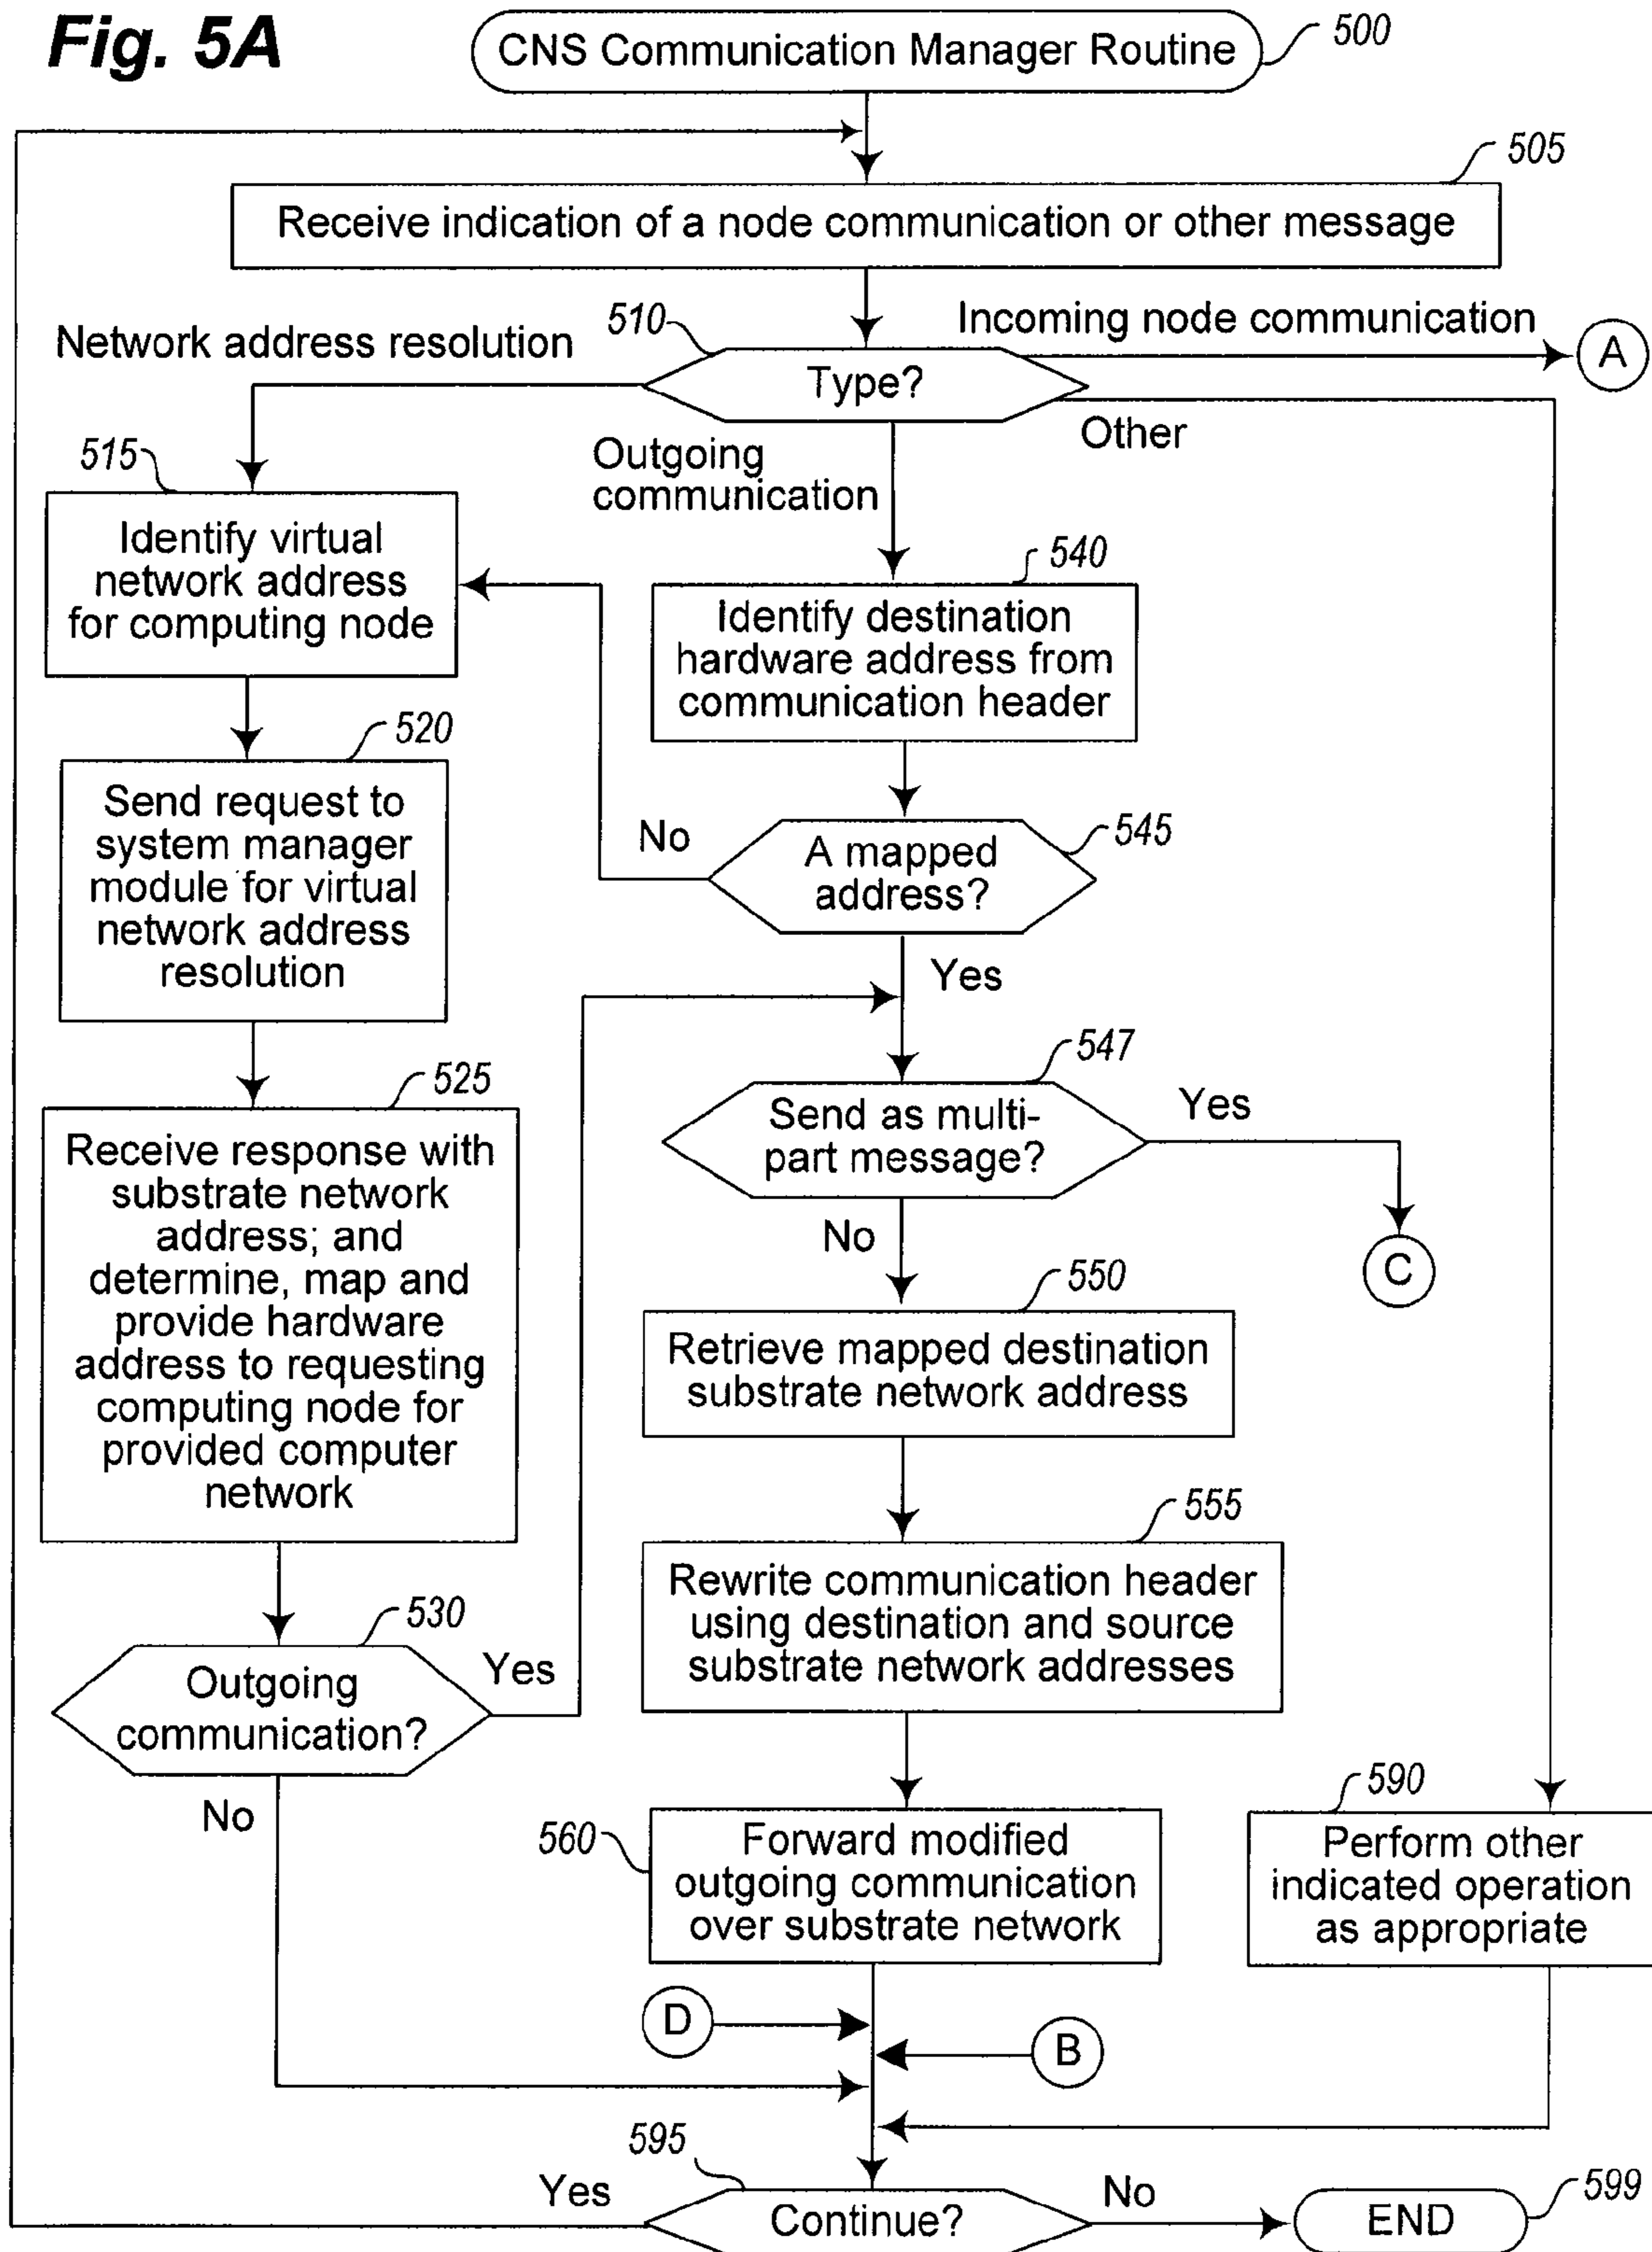 Fig. 5A
CNS Communication Manager Routine
500
505
Receive indication of a node communication or other message
510
Incoming node communication
Network address resolution
A
Type?
Other
515
Outgoing
communication
Identify virtual
network address
for computing node
540
Identify destination
hardware address from
communication header
520
Send request to
system manager
module for virtual
network address
resolution
No
545
A mapped
address?
Yes
547
525
Send as multi-
part message?
Yes
Receive response with
substrate network
address; and
determine, map and
provide hardware
address to requesting
computing node for
provided computer
network
No
C
550
Retrieve mapped destination
substrate network address
555
Rewrite communication header
using destination and source
substrate network addresses
530
Outgoing
communication?
Yes
No
590
560
Forward modified
outgoing communication
over substrate network
Perform other
indicated operation
as appropriate
D
B
595
Yes
Continue?
No
END
599